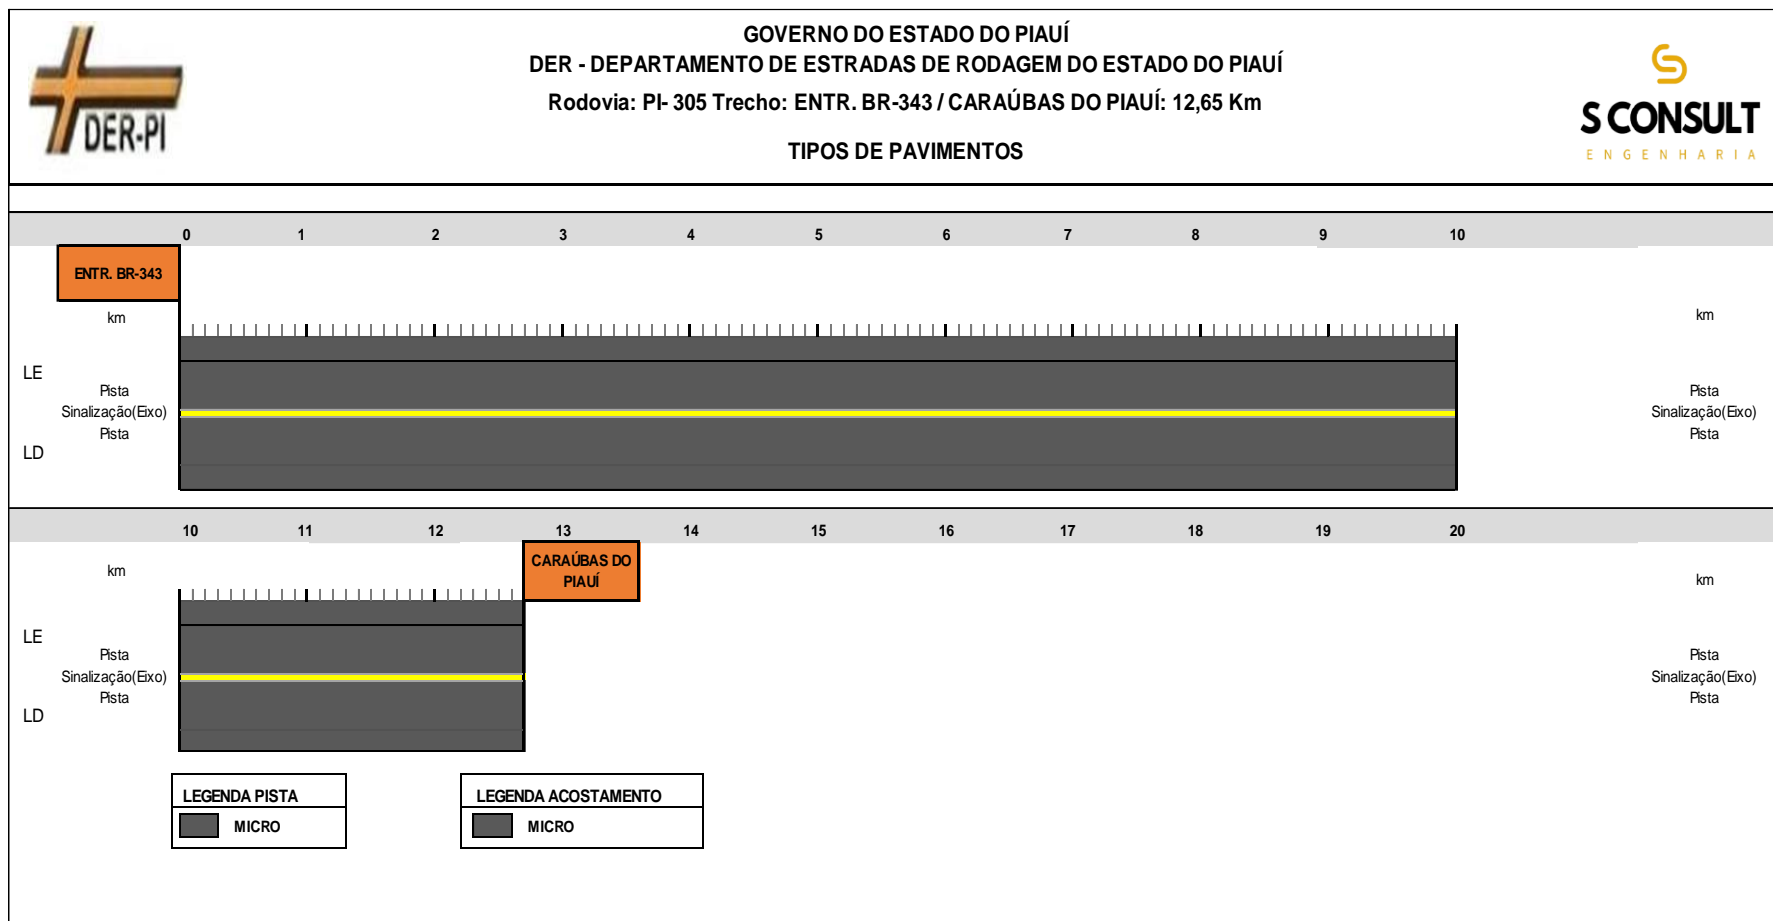 GOVERNO DO ESTADO DO PIAUÍ
DER - DEPARTAMENTO DE ESTRADAS DE RODAGEM DO ESTADO DO PIAUÍ
Rodovia: PI- 305 Trecho: ENTR. BR-343 / CARAÚBAS DO PIAUÍ: 12,65 Km
TIPOS DE PAVIMENTOS
DER-PI
S CONSULT
ENGENHARIA
0 1 2 3 4 5 6 7 8 9 10
ENTR. BR-343
km km
LE
Pista Pista
Sinalização(Eixo) Sinalização(Eixo)
Pista Pista
LD
10 11 12 13 14 15 16 17 18 19 20
CARAÚBAS DO
PIAUÍ
km km
LE
Pista Pista
Sinalização(Eixo) Sinalização(Eixo)
Pista Pista
LD
LEGENDA PISTA
MICRO
LEGENDA ACOSTAMENTO
MICRO